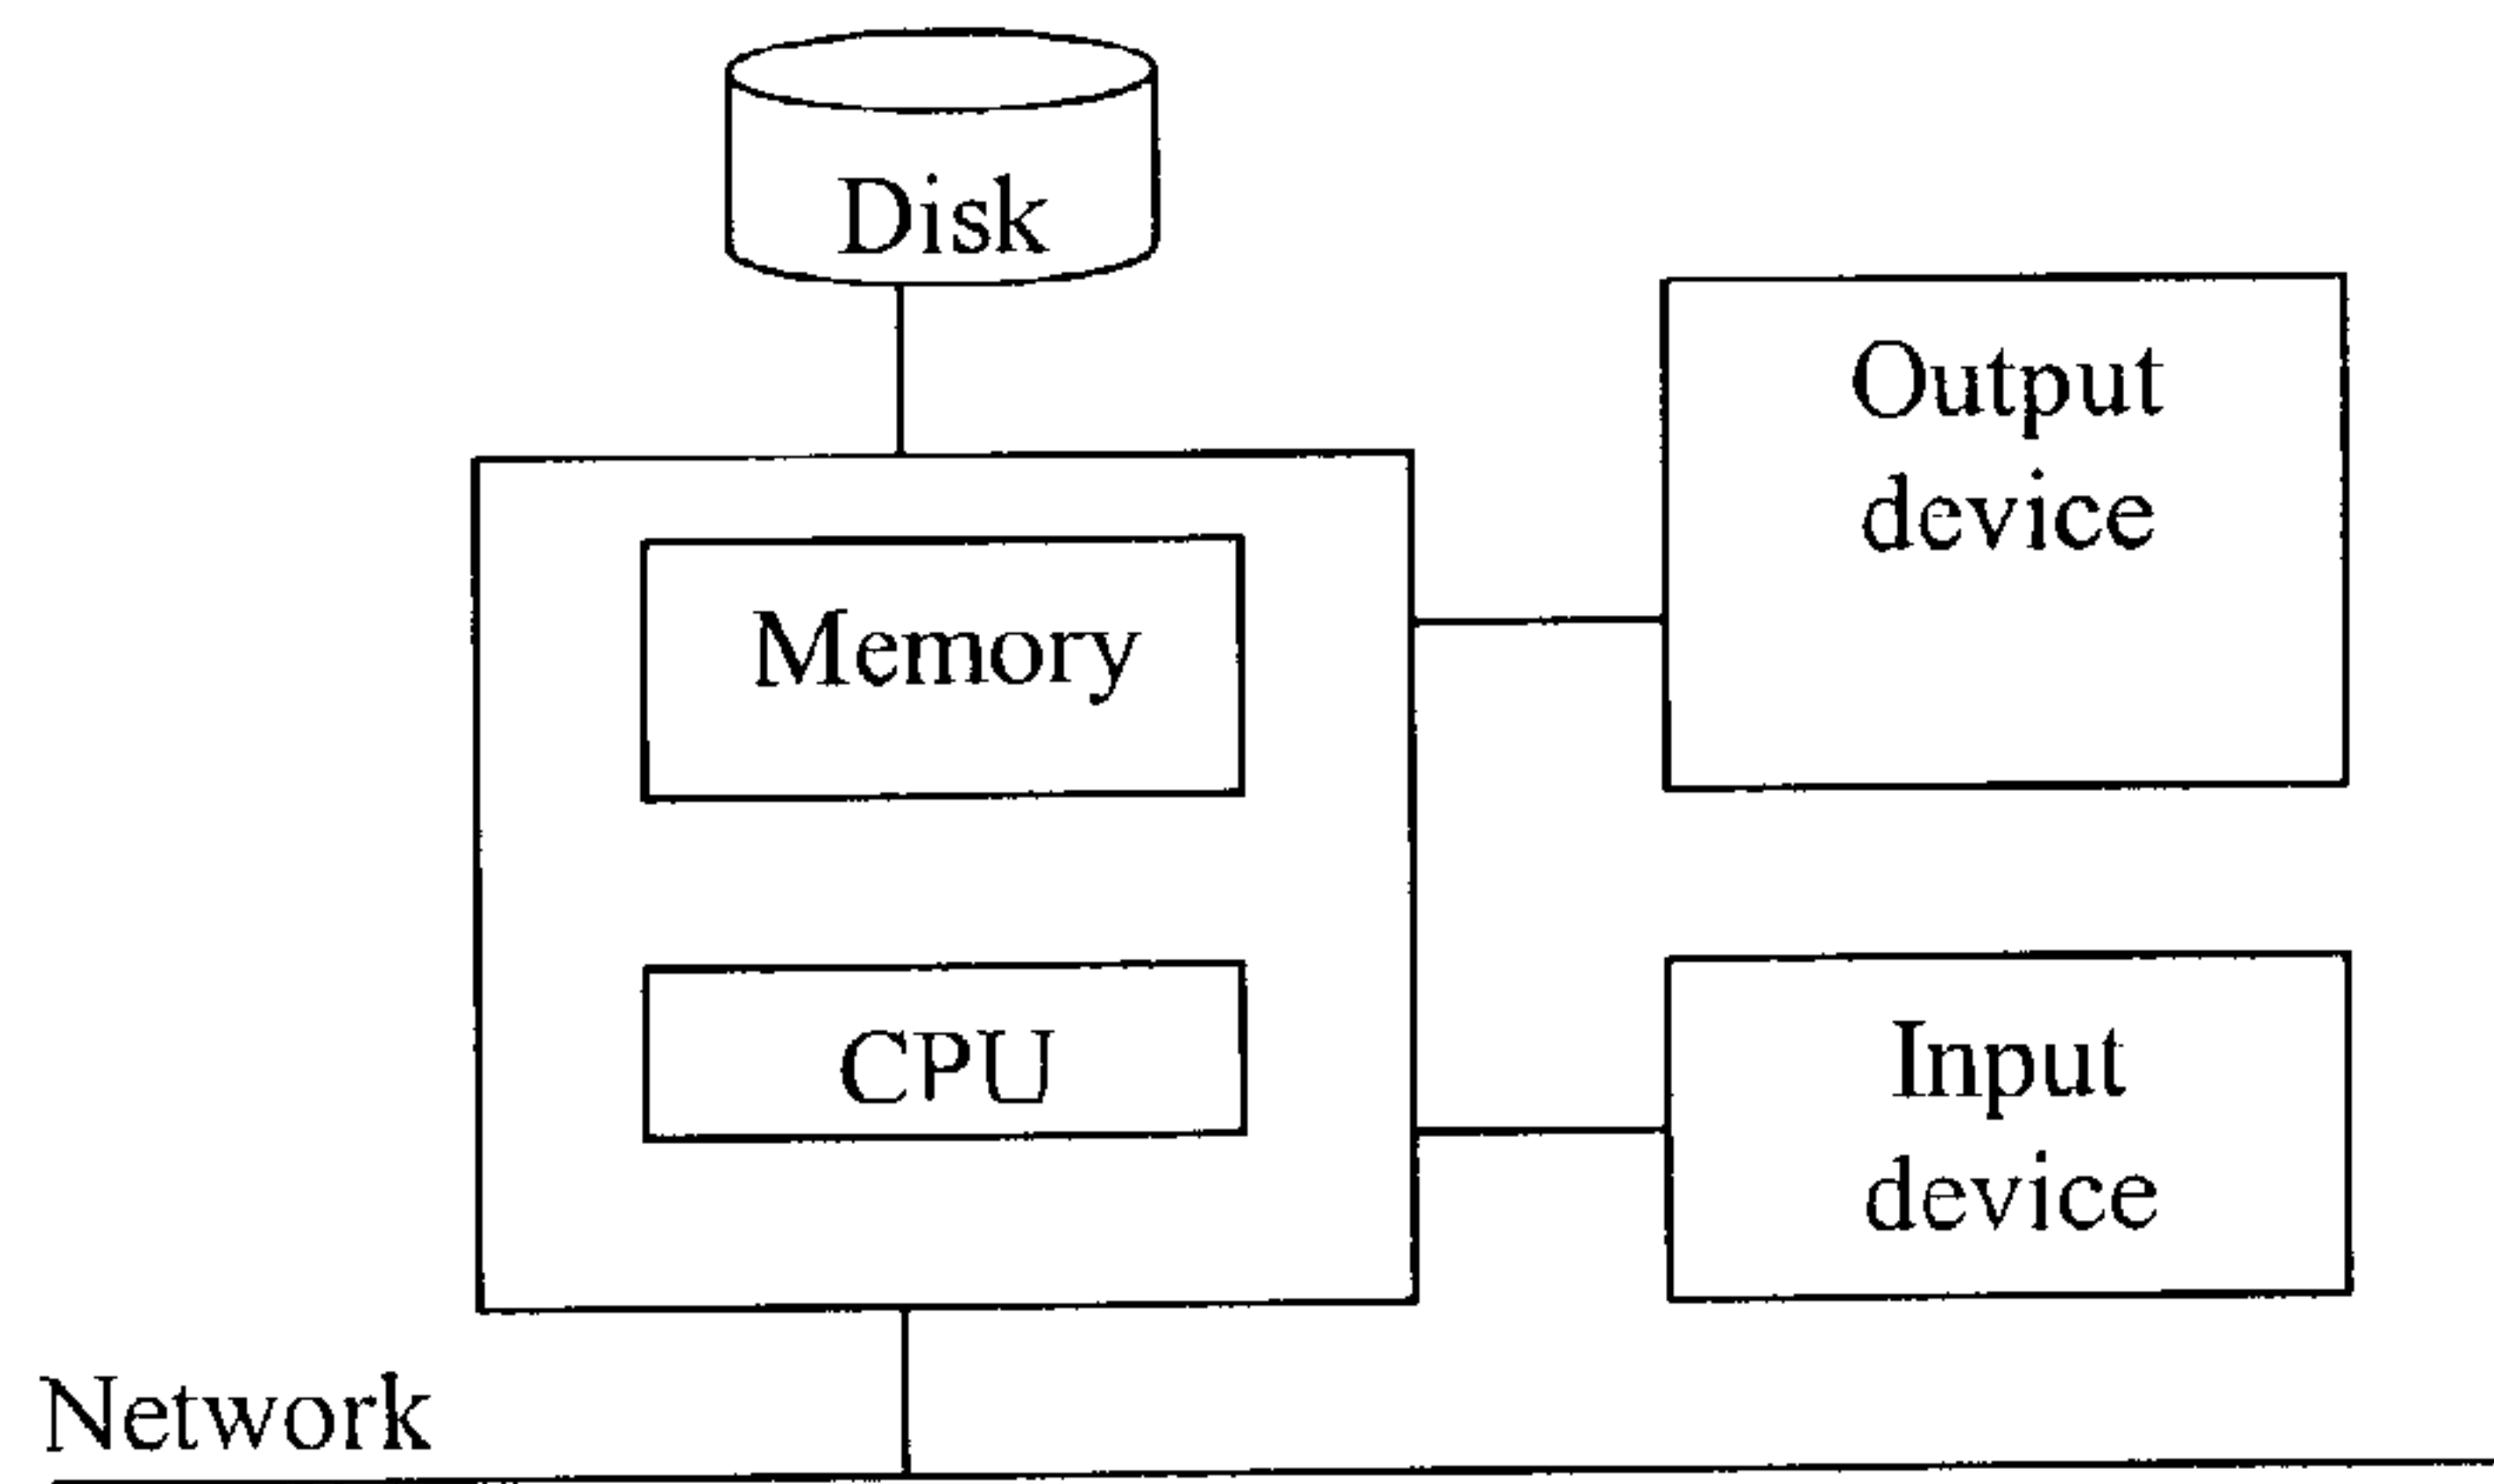 Disk
Output
device
Memory
CPU
Input
device
Network